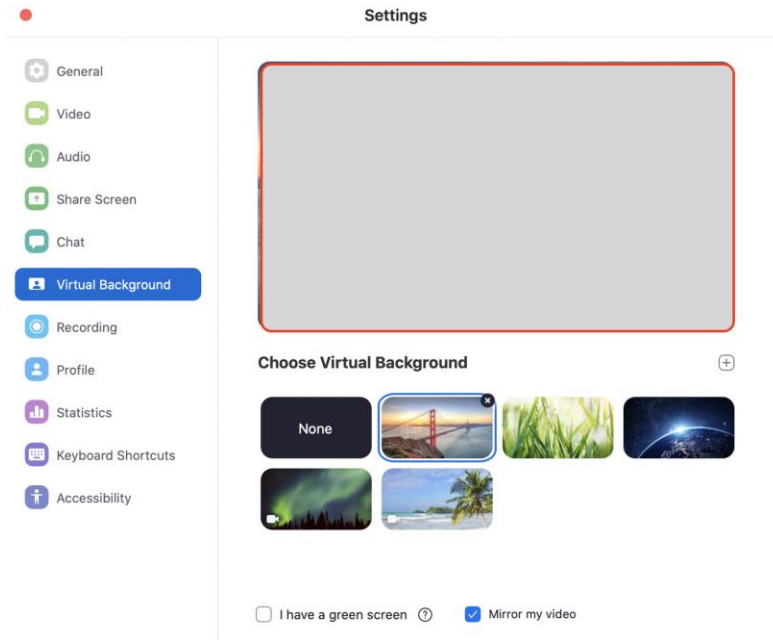 Settings
General
Video
Audio
Share Screen
Chat
Virtual Background
Recording
Profile
Statistics
Keyboard Shortcuts
Accessibility
Choose Virtual Background
None
I have a green screen ?
Mirror my video